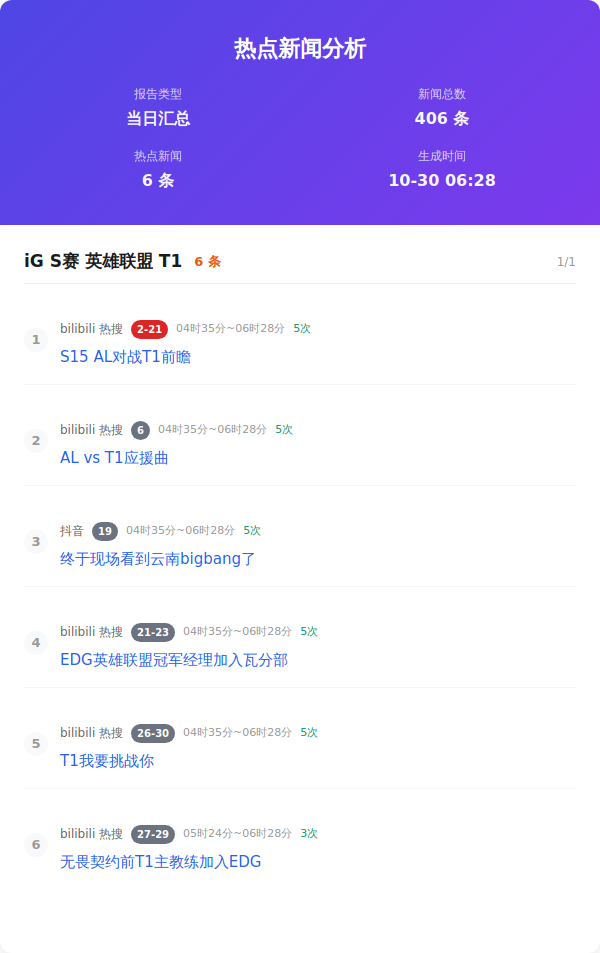 热点新闻分析
报告类型
新闻总数
当日汇总
406 条
热点新闻
生成时间
6 条
10-30 06:28
iG S赛 英雄联盟 T1 6 条 1/1
1
bilibili 热搜 2-21 04时35分~06时28分 5次
S15 AL对战T1前瞻
2
bilibili 热搜 6 04时35分~06时28分 5次
AL vs T1应援曲
3
抖音 19 04时35分~06时28分 5次
终于现场看到云南bigbang了
4
bilibili 热搜 21-23 04时35分~06时28分 5次
EDG英雄联盟冠军经理加入瓦分部
5
bilibili 热搜 26-30 04时35分~06时28分 5次
T1我要挑战你
6
bilibili 热搜 27-29 05时24分~06时28分 3次
无畏契约前T1主教练加入EDG